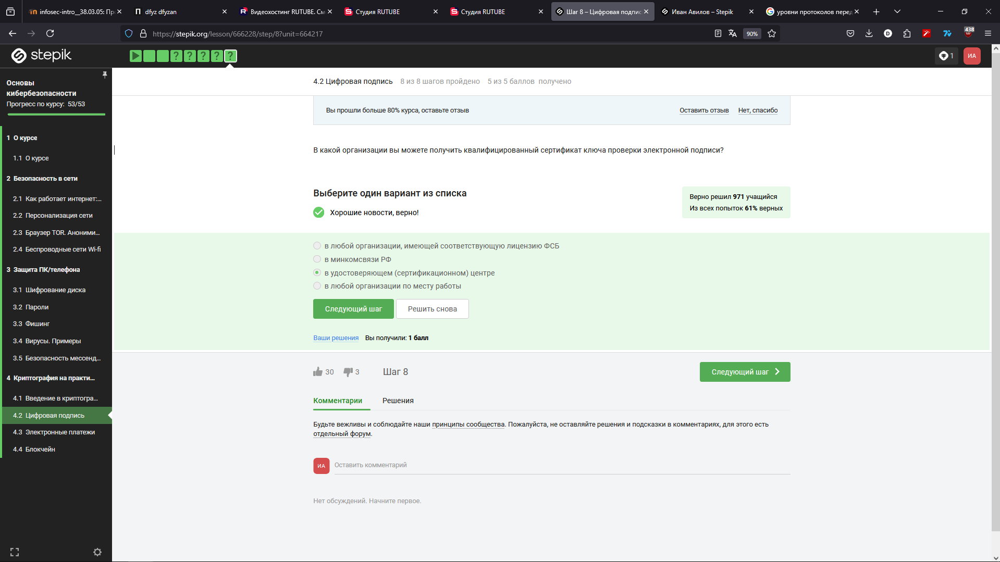 infosec-intro__38.03.05: Пр
dfyz dfyzan
Видеохостинг RUTUBE. См
Студия RUTUBE
Студия RUTUBE
Шаг 8 – Цифровая подпис
Иван Авилов – Stepik
уровни протоколов перед
https://stepik.org/lesson/666228/step/8?unit=664217
90%
438
stepik
? ? ? ? ?
1
ИА
Основы
кибербезопасности
Прогресс по курсу: 53/53
1 О курсе
1.1 О курсе
2 Безопасность в сети
2.1 Как работает интернет:...
2.2 Персонализация сети
2.3 Браузер TOR. Аноними...
2.4 Беспроводные сети Wi-fi
3 Защита ПК/телефона
3.1 Шифрование диска
3.2 Пароли
3.3 Фишинг
3.4 Вирусы. Примеры
3.5 Безопасность мессенд...
4 Криптография на практи...
4.1 Введение в криптогра...
4.2 Цифровая подпись
4.3 Электронные платежи
4.4 Блокчейн
4.2 Цифровая подпись 8 из 8 шагов пройдено 5 из 5 баллов получено
Вы прошли больше 80% курса, оставьте отзыв
Оставить отзыв Нет, спасибо
В какой организации вы можете получить квалифицированный сертификат ключа проверки электронной подписи?
Выберите один вариант из списка
Хорошие новости, верно!
Верно решил 971 учащийся
Из всех попыток 61% верных
в любой организации, имеющей соответствующую лицензию ФСБ
в минкомсвязи РФ
в удостоверяющем (сертификационном) центре
в любой организации по месту работы
Следующий шаг Решить снова
Ваши решения Вы получили: 1 балл
30 3 Шаг 8
Следующий шаг
Комментарии Решения
Будьте вежливы и соблюдайте наши принципы сообщества. Пожалуйста, не оставляйте решения и подсказки в комментариях, для этого есть
отдельный форум.
ИА Оставить комментарий
Нет обсуждений. Начните первое.